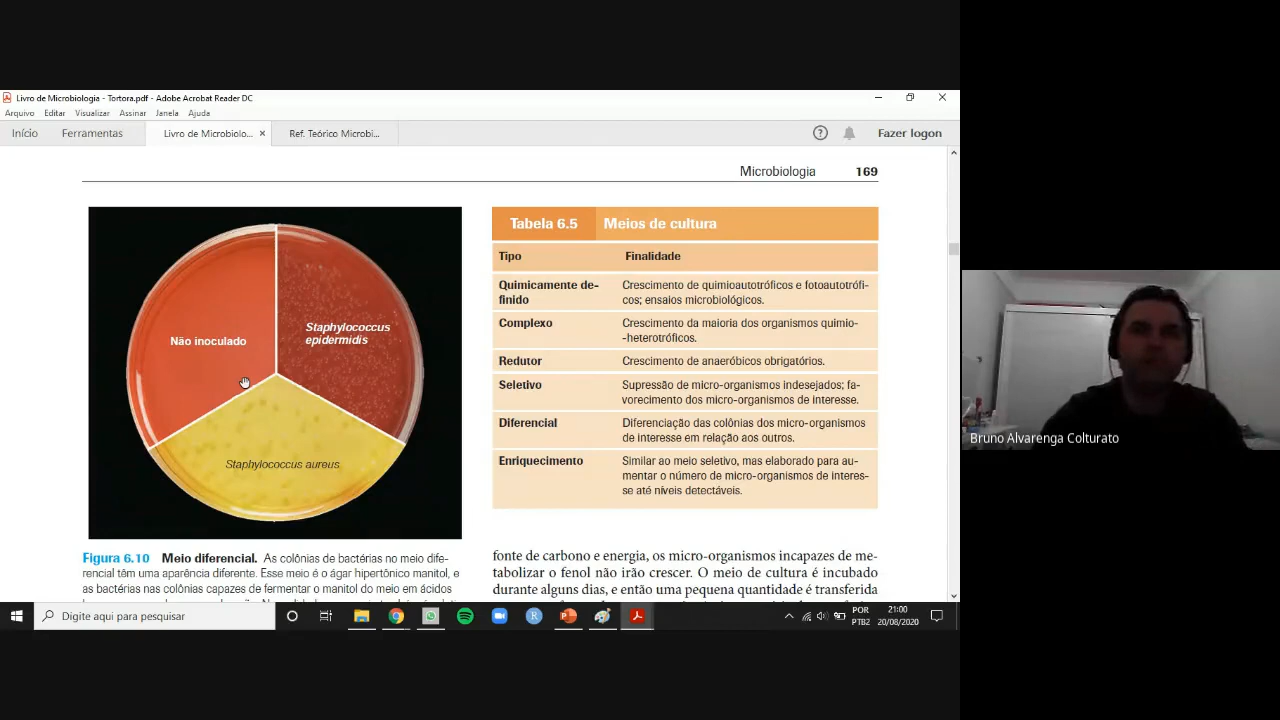 Livro de Microbiologia - Tortora.pdf - Adobe Acrobat Reader DC
Arquivo Editar Visualizar Assinar Janela Ajuda
Início Ferramentas Livro de Microbiolo... Ref. Teórico Microbi... Fazer logon
Microbiologia 169
Não inoculado
Staphylococcus
epidermidis
Staphylococcus aureus
Figura 6.10 Meio diferencial. As colônias de bactérias no meio dife-
rencial têm uma aparência diferente. Esse meio é o ágar hipertônico manitol, e
as bactérias nas colônias capazes de fermentar o manitol do meio em ácidos
Tabela 6.5 Meios de cultura
Tipo Finalidade
Quimicamente de-
finido
Crescimento de quimioautotróficos e fotoautotrófi-
cos; ensaios microbiológicos.
Complexo
Crescimento da maioria dos organismos quimio-
-heterotróficos.
Redutor Crescimento de anaeróbicos obrigatórios.
Seletivo
Supressão de micro-organismos indesejados; fa-
vorecimento dos micro-organismos de interesse.
Diferencial
Diferenciação das colônias dos micro-organismos
de interesse em relação aos outros.
Enriquecimento
Similar ao meio seletivo, mas elaborado para au-
mentar o número de micro-organismos de interes-
se até níveis detectáveis.
fonte de carbono e energia, os micro-organismos incapazes de me-
tabolizar o fenol não irão crescer. O meio de cultura é incubado
durante alguns dias, e então uma pequena quantidade é transferida
Bruno Alvarenga Colturato
Digite aqui para pesquisar
POR
PTB2
21:00
20/08/2020